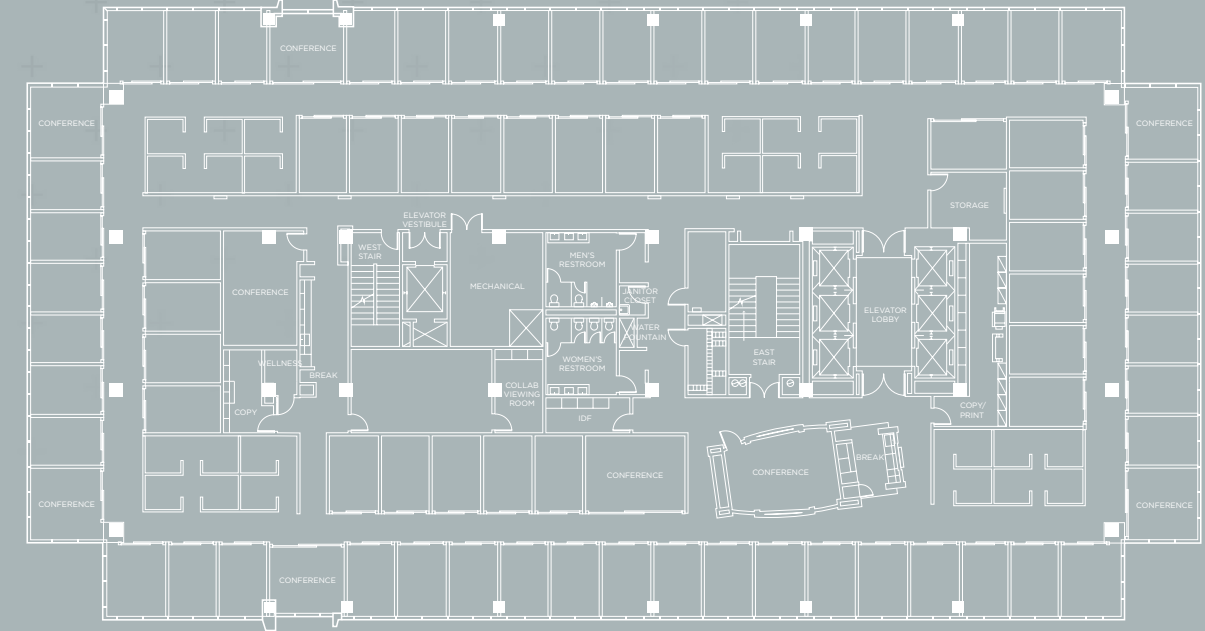 CONFERENCE
CONFERENCE
CONFERENCE
STORAGE
ELEVATOR
VESTIBULE
WEST
STAIR
MEN'S
RESTROOM
CONFERENCE
MECHANICAL
JANITOR
CLOSET
ELEVATOR
LOBBY
WATER
FOUNTAIN
EAST
STAIR
WELLNESS
WOMEN'S
RESTROOM
BREAK
COLLAB
VIEWING
ROOM
COPY
IDF
COPY/
PRINT
BREAK
CONFERENCE
CONFERENCE
CONFERENCE
CONFERENCE
CONFERENCE